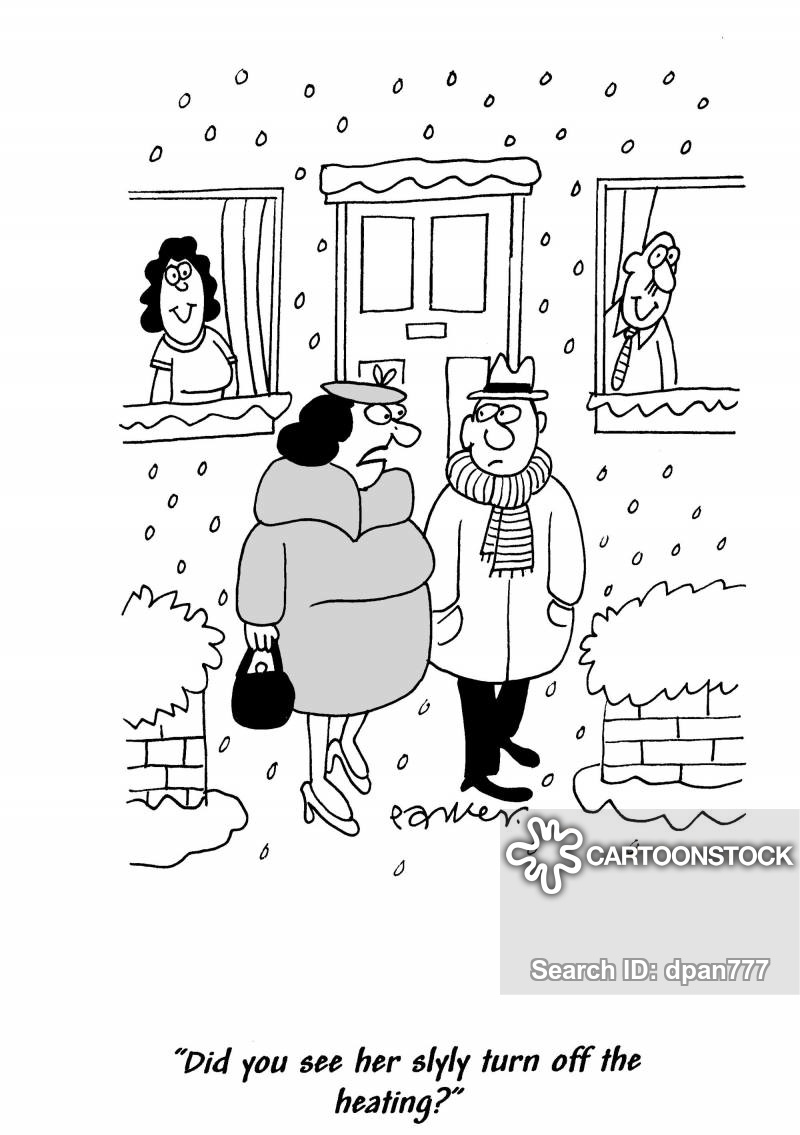 Parker.
CARTOONSTOCK
Search ID: dpan777
"Did you see her slyly turn off the
heating?"